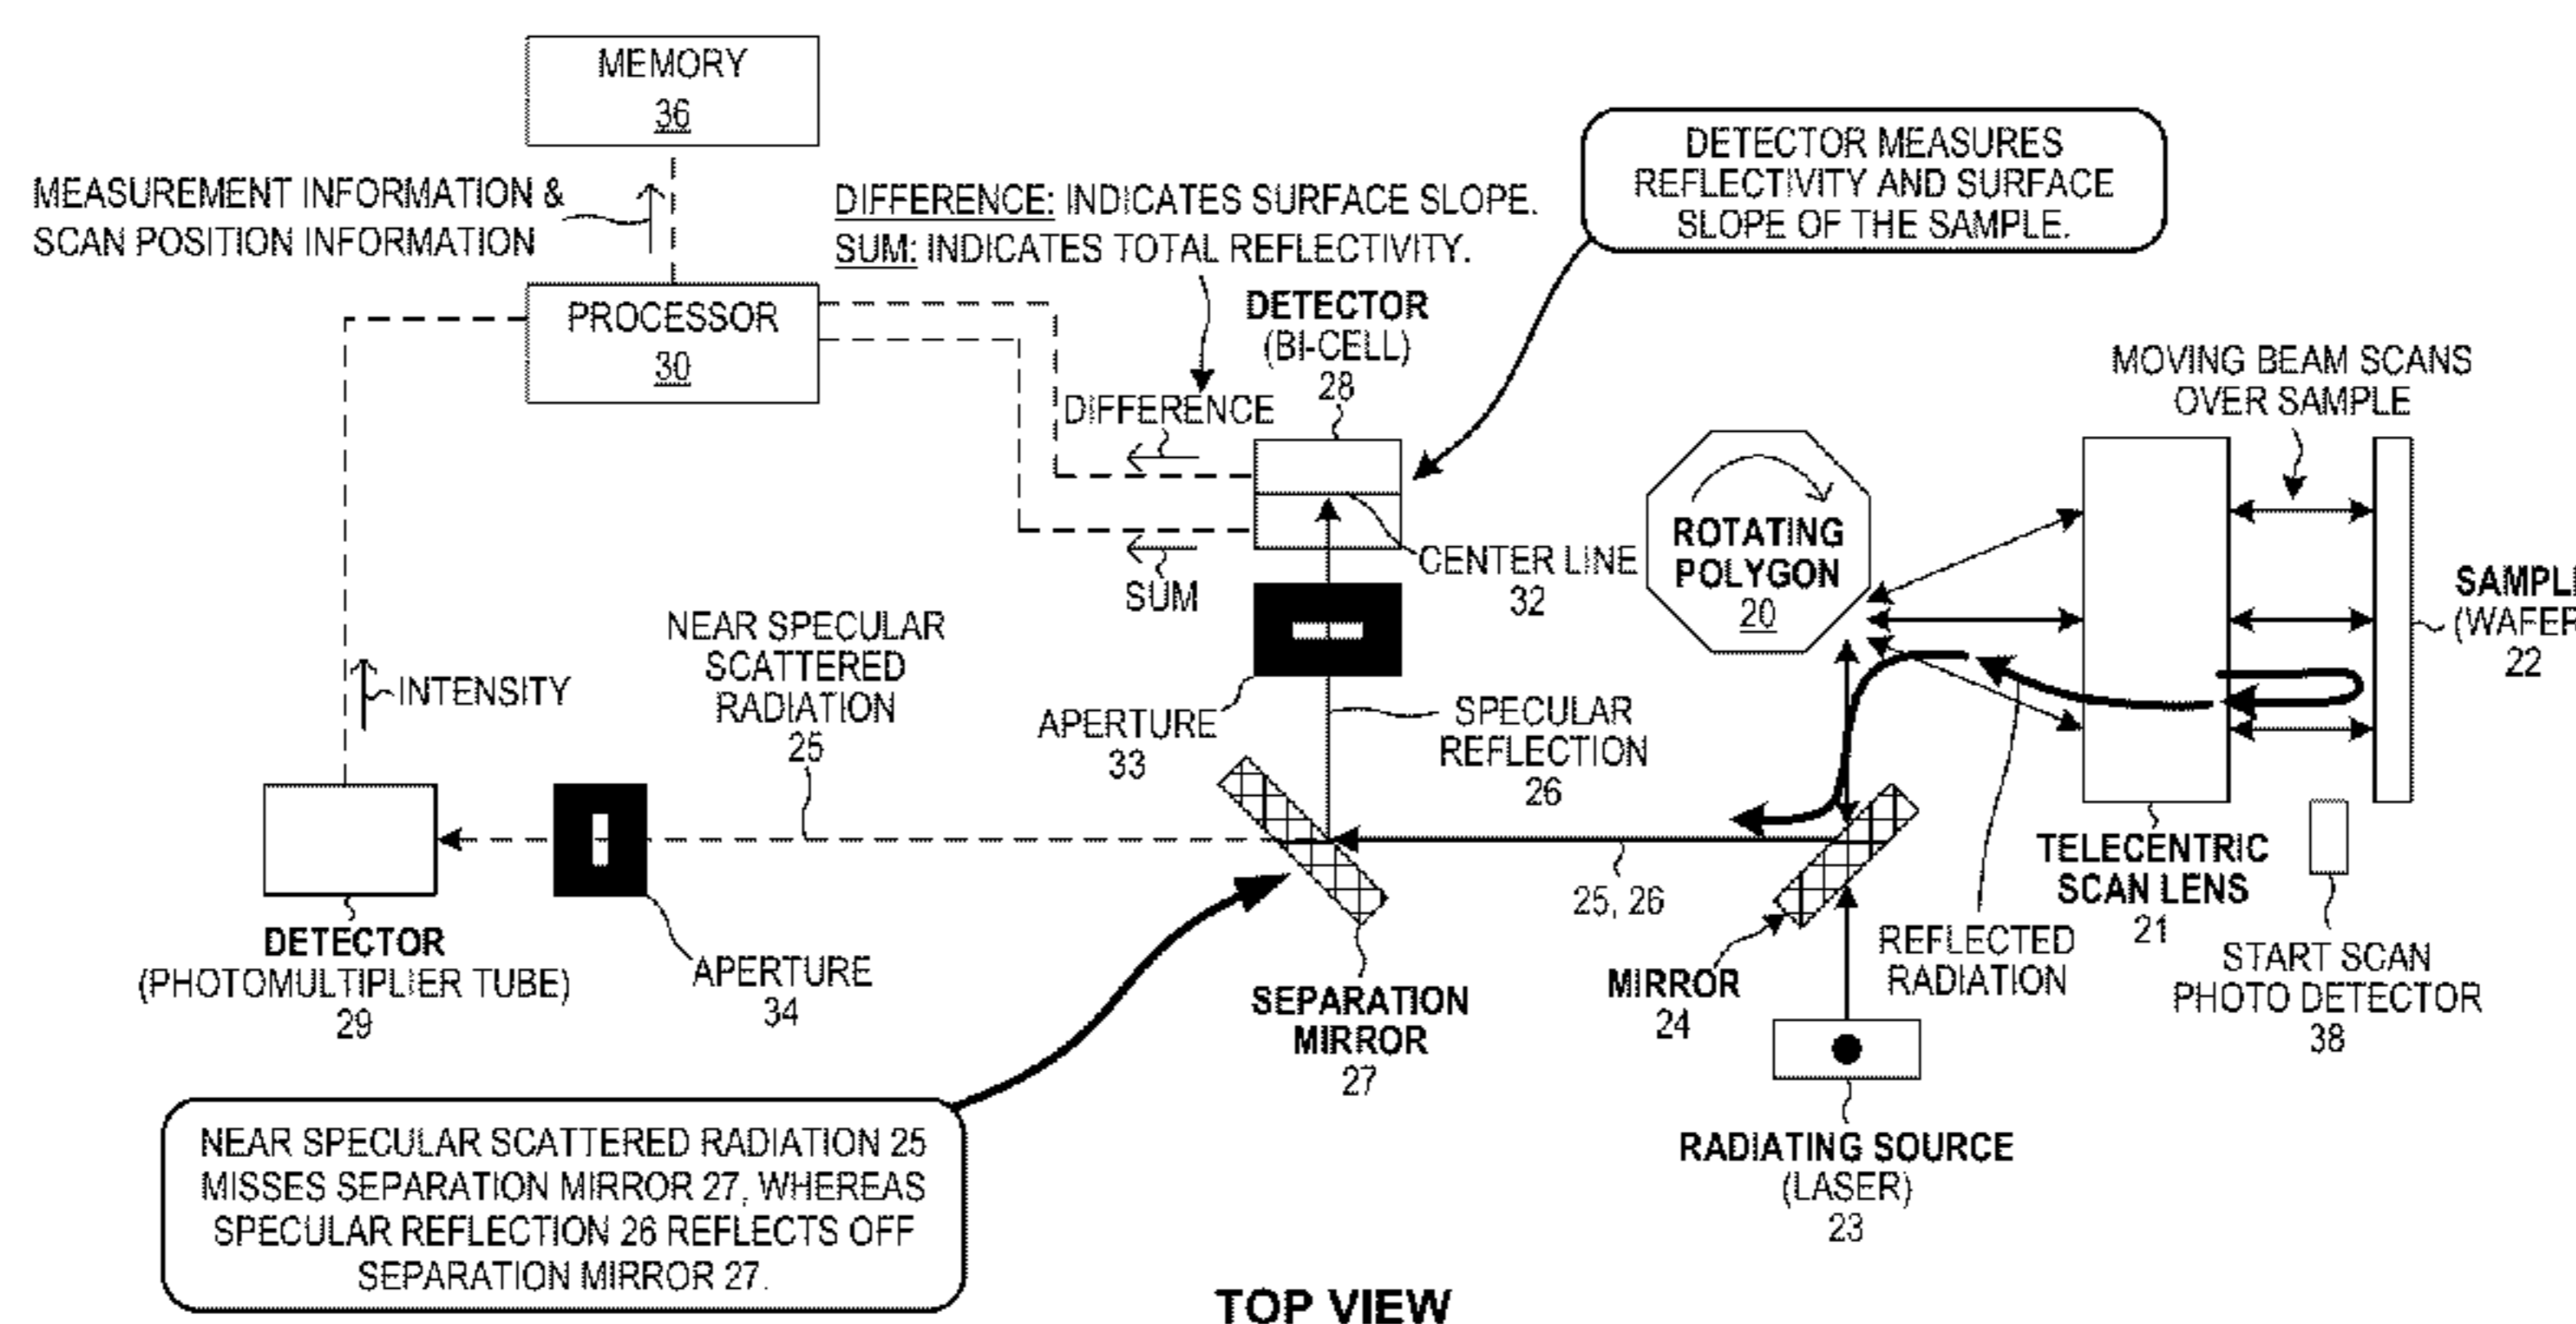 MEMORY
36
MEASUREMENT INFORMATION &
SCAN POSITION INFORMATION
DIFFERENCE: INDICATES SURFACE SLOPE.
SUM: INDICATES TOTAL REFLECTIVITY.
DETECTOR MEASURES
REFLECTIVITY AND SURFACE
SLOPE OF THE SAMPLE.
PROCESSOR
30
DETECTOR
(BI-CELL)
28
DIFFERENCE
SUM
CENTER LINE
32
ROTATING
POLYGON
20
MOVING BEAM SCANS
OVER SAMPLE
SAMPL
(WAFER
22
NEAR SPECULAR
SCATTERED
RADIATION
25
INTENSITY
APERTURE
33
SPECULAR
REFLECTION
26
DETECTOR
(PHOTOMULTIPLIER TUBE)
29
APERTURE
34
SEPARATION
MIRROR
27
25, 26
MIRROR
24
REFLECTED
RADIATION
TELECENTRIC
SCAN LENS
21
START SCAN
PHOTO DETECTOR
38
RADIATING SOURCE
(LASER)
23
NEAR SPECULAR SCATTERED RADIATION 25
MISSES SEPARATION MIRROR 27, WHEREAS
SPECULAR REFLECTION 26 REFLECTS OFF
SEPARATION MIRROR 27.
TOP VIEW